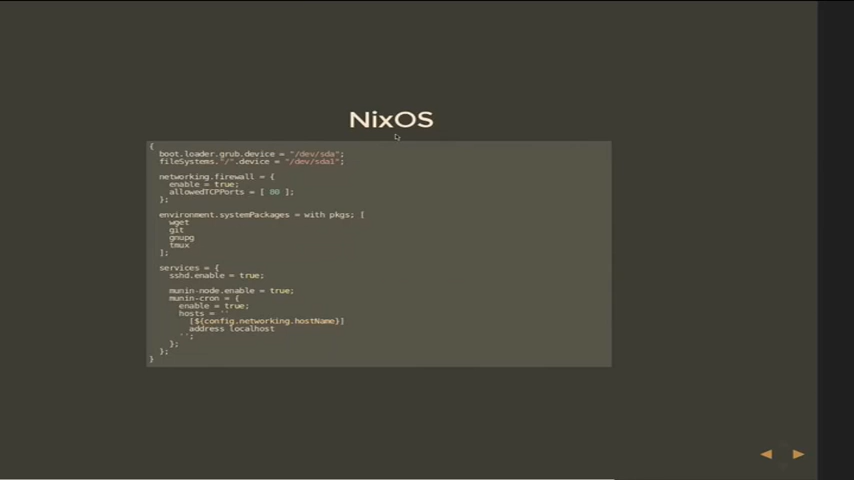 NixOS
{
  boot.loader.grub.device = "/dev/sda";
  fileSystems."/".device = "/dev/sda1";
  networking.firewall = {
    enable = true;
    allowedTCPPorts = [ 80 ];
  };
  environment.systemPackages = with pkgs; [
    wget
    git
    gnupg
    tmux
  ];
  services = {
    sshd.enable = true;
    munin-node.enable = true;
    munin-cron = {
      enable = true;
      hosts = ''
        [${config.networking.hostName}]
        address localhost
      '';
    };
  };
}